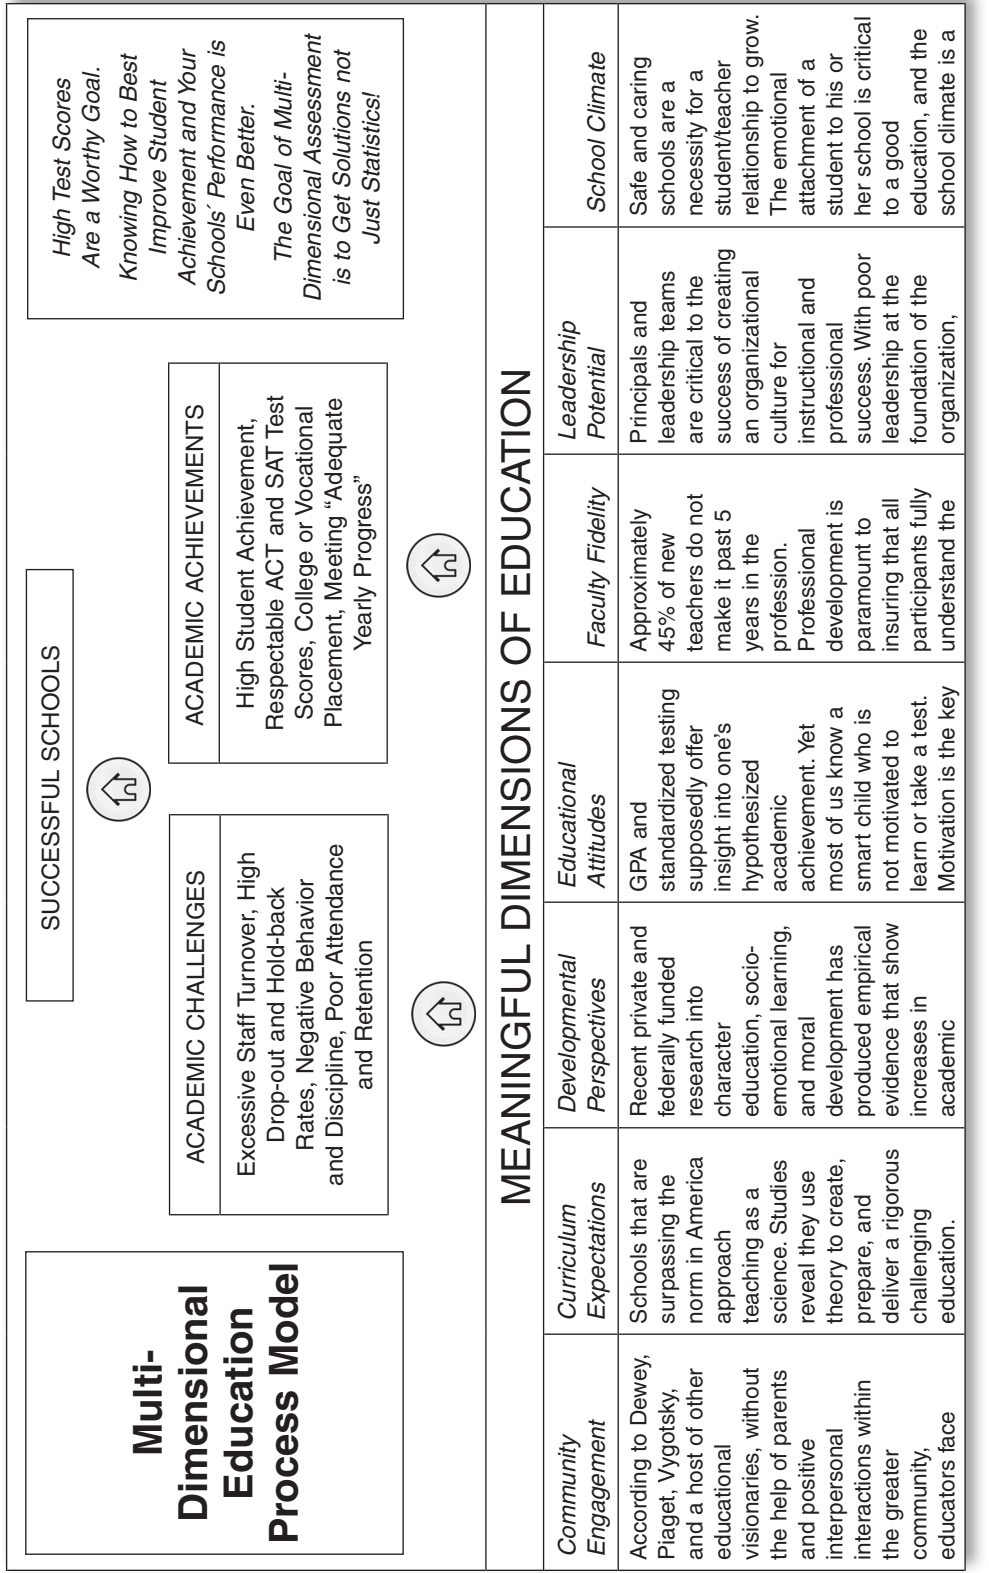 Multi-
Dimensional
Education
Process Model
SUCCESSFUL SCHOOLS
ACADEMIC CHALLENGES
Excessive Staff Turnover, High
Drop-out and Hold-back
Rates, Negative Behavior
and Discipline, Poor Attendance
and Retention
ACADEMIC ACHIEVEMENTS
High Student Achievement,
Respectable ACT and SAT Test
Scores, College or Vocational
Placement, Meeting “Adequate
Yearly Progress”
High Test Scores
Are a Worthy Goal.
Knowing How to Best
Improve Student
Achievement and Your
Schools´ Performance is
Even Better.
The Goal of Multi-
Dimensional Assessment
is to Get Solutions not
Just Statistics!
MEANINGFUL DIMENSIONS OF EDUCATION
Community
Engagement
According to Dewey,
Piaget, Vygotsky,
and a host of other
educational
visionaries, without
the help of parents
and positive
interpersonal
interactions within
the greater
community,
educators face
Curriculum
Expectations
Schools that are
surpassing the
norm in America
approach
teaching as a
science. Studies
reveal they use
theory to create,
prepare, and
deliver a rigorous
challenging
education.
Developmental
Perspectives
Recent private and
federally funded
research into
character
education, socio-
emotional learning,
and moral
development has
produced empirical
evidence that show
increases in
academic
Educational
Attitudes
GPA and
standardized testing
supposedly offer
insight into one’s
hypothesized
academic
achievement. Yet
most of us know a
smart child who is
not motivated to
learn or take a test.
Motivation is the key
Faculty Fidelity
Approximately
45% of new
teachers do not
make it past 5
years in the
profession.
Professional
development is
paramount to
insuring that all
participants fully
understand the
Leadership
Potential
Principals and
leadership teams
are critical to the
success of creating
an organizational
culture for
instructional and
professional
success. With poor
leadership at the
foundation of the
organization,
School Climate
Safe and caring
schools are a
necessity for a
student/teacher
relationship to grow.
The emotional
attachment of a
student to his or
her school is critical
to a good
education, and the
school climate is a